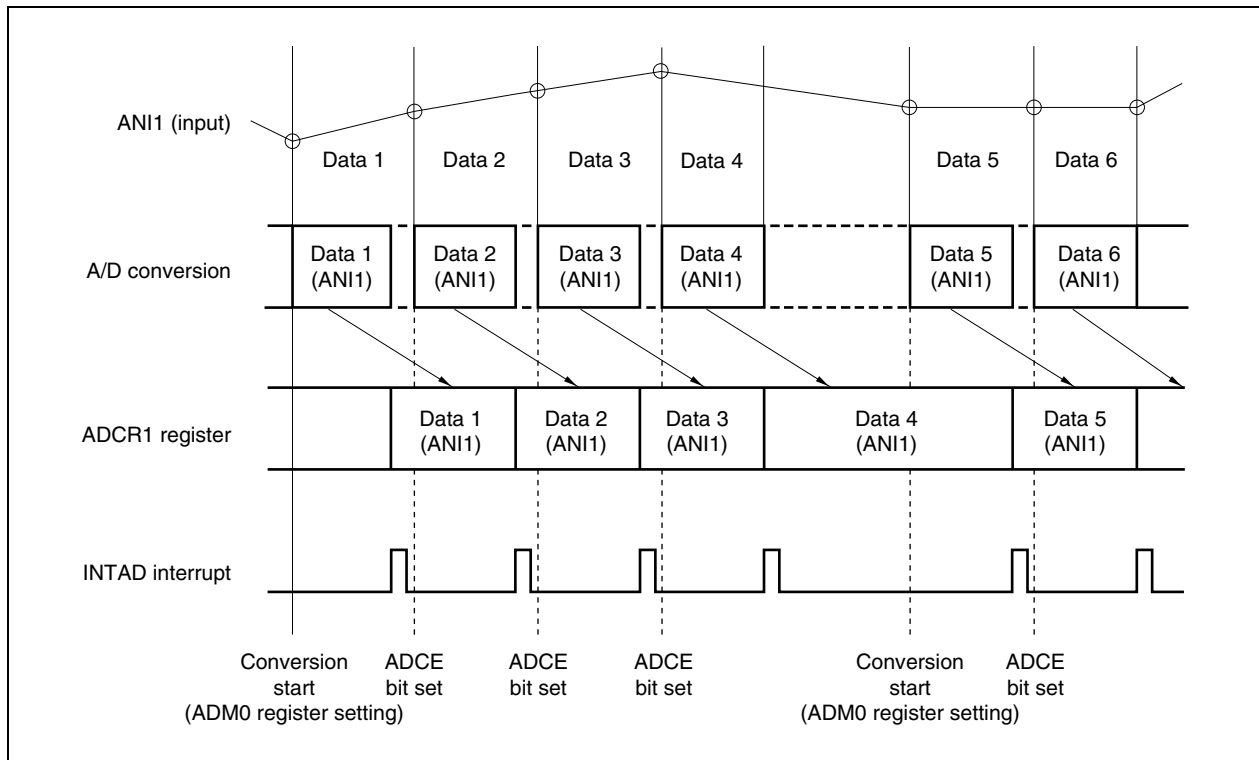 ANI1 (input)
Data 1
Data 2
Data 3
Data 4
Data 5
Data 6
A/D conversion
Data 1
(ANI1)
Data 2
(ANI1)
Data 3
(ANI1)
Data 4
(ANI1)
Data 5
(ANI1)
Data 6
(ANI1)
ADCR1 register
Data 1
(ANI1)
Data 2
(ANI1)
Data 3
(ANI1)
Data 4
(ANI1)
Data 5
(ANI1)
INTAD interrupt
Conversion
start
(ADM0 register setting)
ADCE
bit set
ADCE
bit set
ADCE
bit set
Conversion
start
(ADM0 register setting)
ADCE
bit set